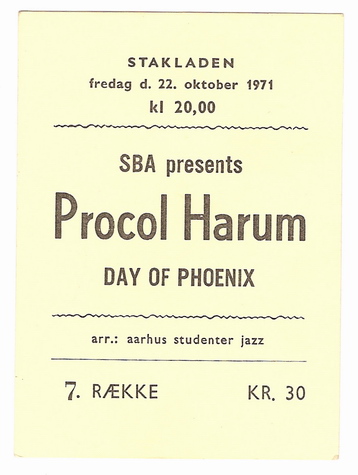 STAKLADEN
fredag d. 22. oktober 1971
kl 20,00
SBA presents
Procol Harum
DAY OF PHOENIX
arr.: aarhus studenter jazz
7. RÆKKE KR. 30